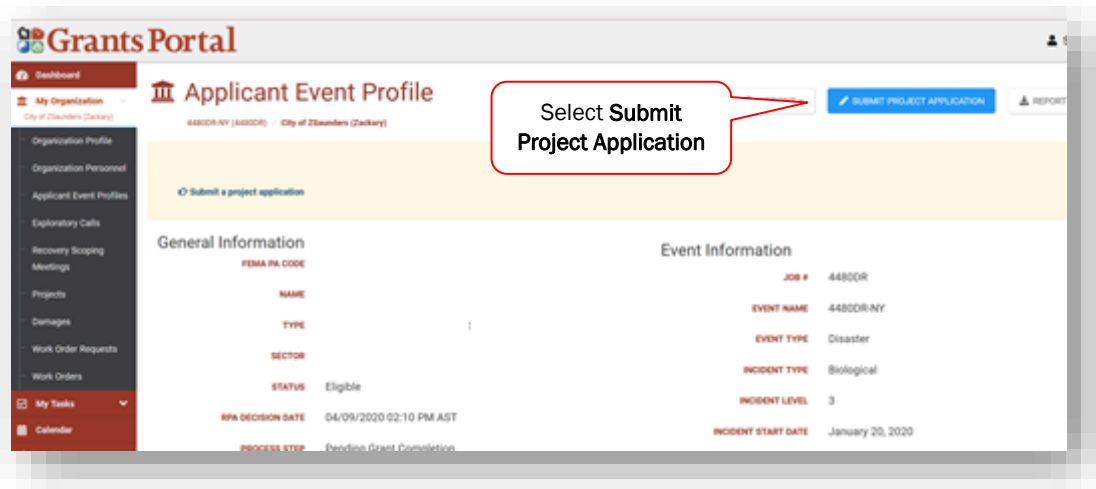 Grants Portal
Dashboard
My Organization
City of ZSaunders (Zackary)
Organization Profile
Organization Personnel
Applicant Event Profiles
Exploratory Calls
Recovery Scoping
Meetings
Projects
Damages
Work Order Requests
Work Orders
My Tasks
Calendar
Applicant Event Profile
4480DR-NY (4480DR) / City of ZSaunders (Zackary)
Select Submit
Project Application
SUBMIT PROJECT APPLICATION
REPORT
Submit a project application
General Information
FEMA PA CODE
NAME
TYPE
SECTOR
STATUS Eligible
RPA DECISION DATE 04/09/2020 02:10 PM AST
PROCESS STEP Pending Grant Completion
Event Information
JOB # 4480DR
EVENT NAME 4480DR-NY
EVENT TYPE Disaster
INCIDENT TYPE Biological
INCIDENT LEVEL 3
INCIDENT START DATE January 20, 2020